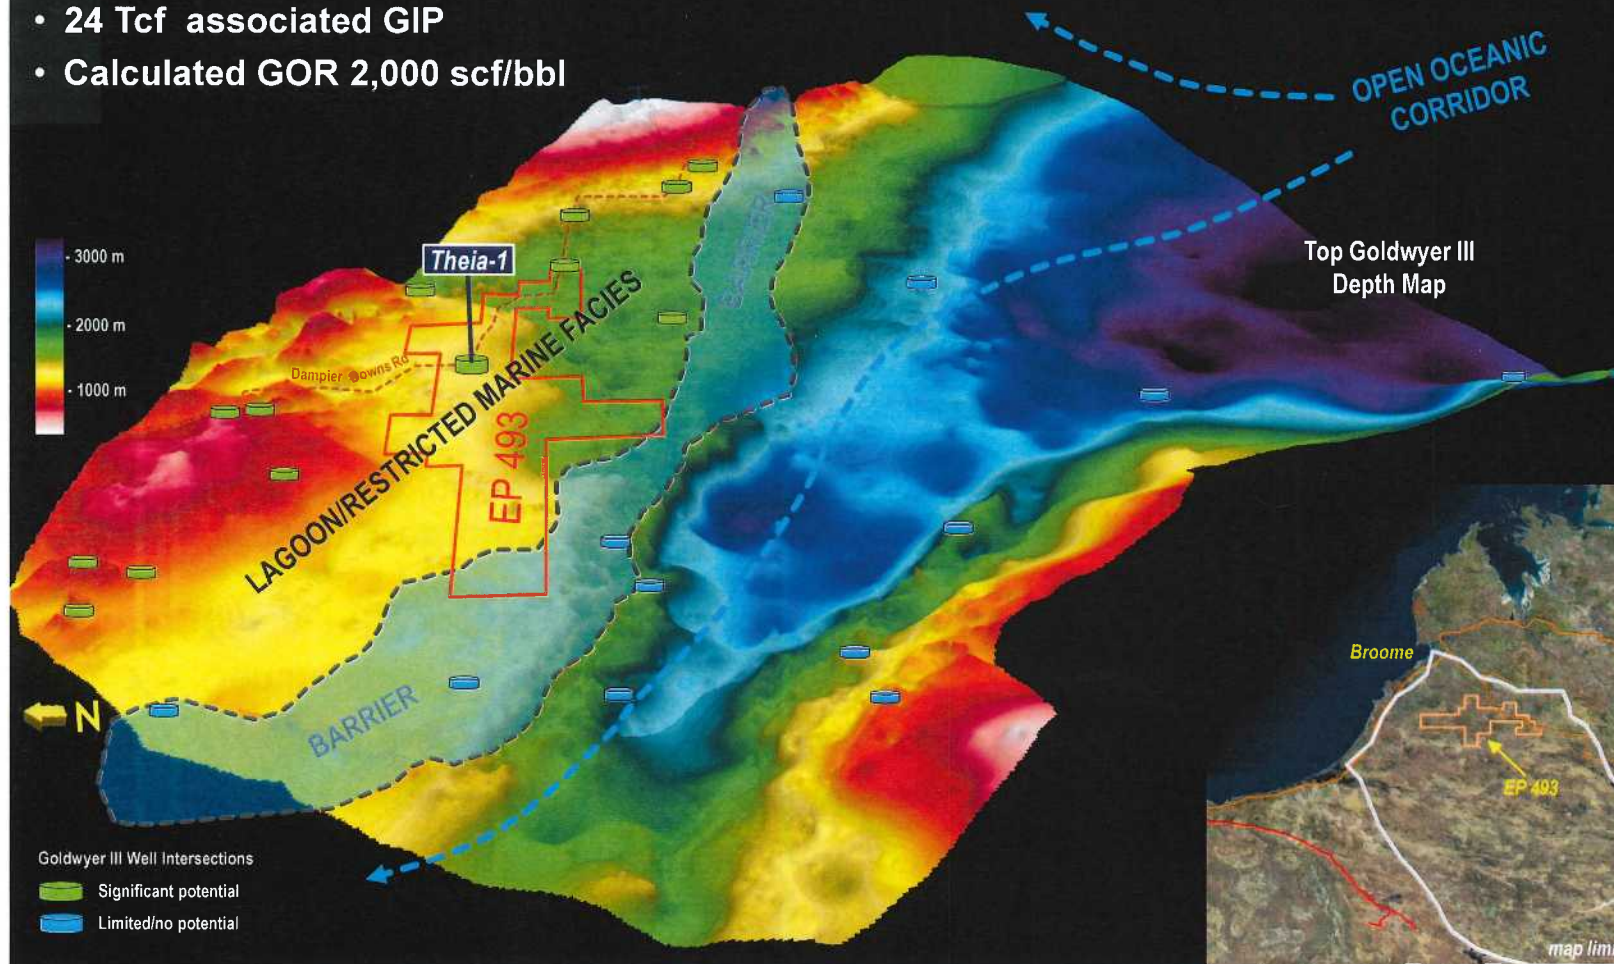 • 24 Tcf associated GIP
• Calculated GOR 2,000 scf/bbl
OPEN OCEANIC
CORRIDOR
BARRIER
Theia-1
- 3000 m
- 2000 m
- 1000 m
Top Goldwyer III
Depth Map
Dampier Downs Rd
LAGOON/RESTRICTED MARINE FACIES
EP 493
N
BARRIER
Broome
EP 493
Goldwyer III Well Intersections
Significant potential
Limited/no potential
map lim